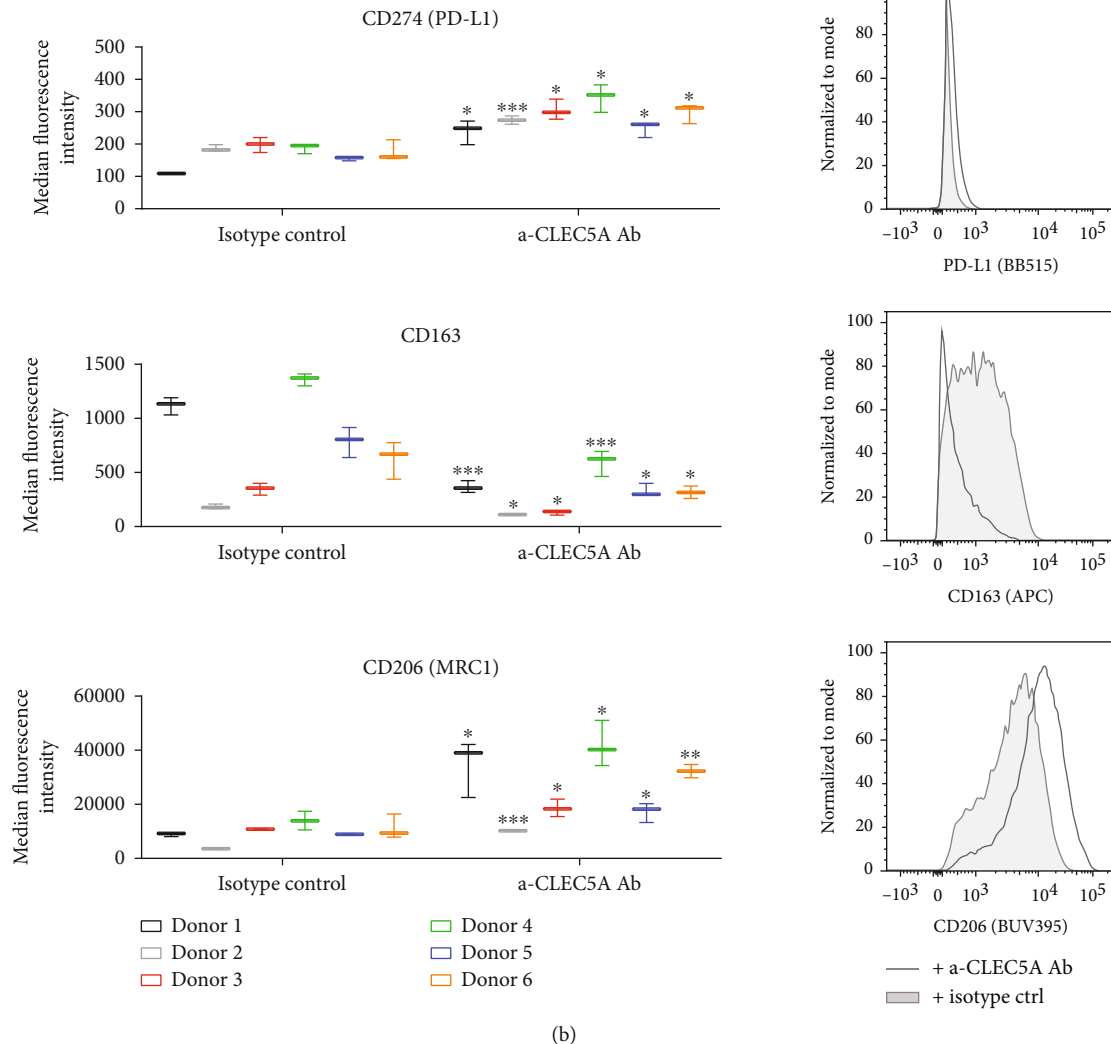 CD274 (PD-L1)
Median fluorescence
intensity
500
400
300
200
100
0
*
***
*
*
*
*
Isotype control
a-CLEC5A Ab
Normalized to mode
80
60
40
20
0
–10³ 0 10³ 10⁴ 10⁵
PD-L1 (BB515)
CD163
Median fluorescence
intensity
1500
1000
500
0
***
*
*
***
*
*
Isotype control
a-CLEC5A Ab
Normalized to mode
100
80
60
40
20
0
–10³ 0 10³ 10⁴ 10⁵
CD163 (APC)
CD206 (MRC1)
Median fluorescence
intensity
60000
40000
20000
0
*
***
*
*
*
**
Isotype control
a-CLEC5A Ab
Normalized to mode
100
80
60
40
20
0
–10³ 0 10³ 10⁴ 10⁵
CD206 (BUV395)
Donor 1
Donor 2
Donor 3
Donor 4
Donor 5
Donor 6
+ a-CLEC5A Ab
+ isotype ctrl
(b)